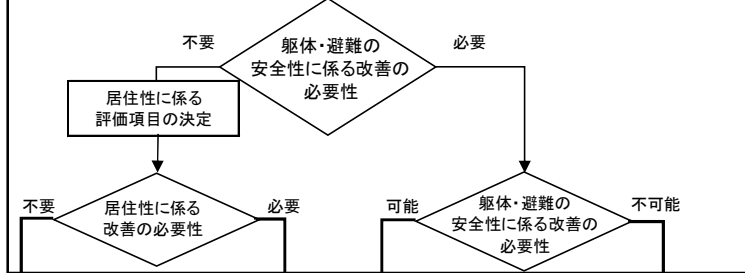 不要
躯体・避難の
安全性に係る改善の
必要性
必要
居住性に係る
評価項目の決定
不要
居住性に係る
改善の必要性
必要
可能
躯体・避難の
安全性に係る改善の
必要性
不可能